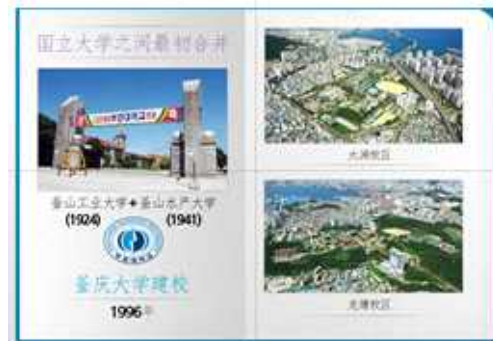 国立大学之间最初合并
釜山工业大学+釜山水产大学
(1924) (1941)
釜庆大学建校
1996年
大渊校区
龙塘校区